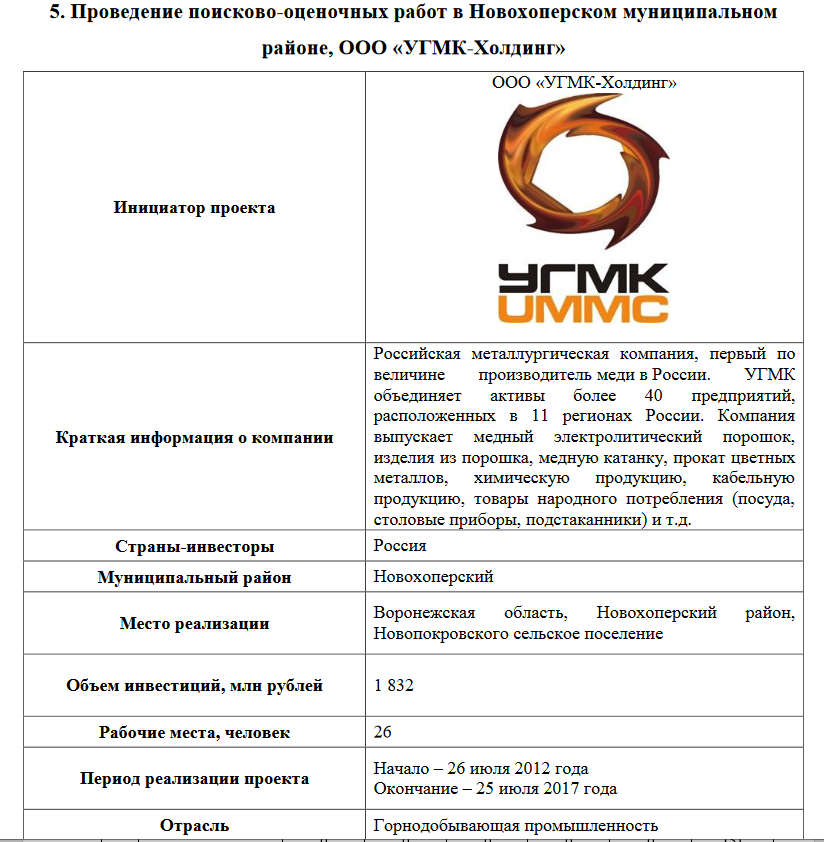 5. Проведение поисково-оценочных работ в Новохоперском муниципальном
районе, ООО «УГМК-Холдинг»
Инициатор проекта
ООО «УГМК-Холдинг»
УГМК
UMMC
Краткая информация о компании
Российская металлургическая компания, первый по
величине производитель меди в России. УГМК
объединяет активы более 40 предприятий,
расположенных в 11 регионах России. Компания
выпускает медный электролитический порошок,
изделия из порошка, медную катанку, прокат цветных
металлов, химическую продукцию, кабельную
продукцию, товары народного потребления (посуда,
столовые приборы, подстаканники) и т.д.
Страны-инвесторы
Россия
Муниципальный район
Новохоперский
Место реализации
Воронежская область, Новохоперский район,
Новопокровского сельское поселение
Объем инвестиций, млн рублей
1 832
Рабочие места, человек
26
Период реализации проекта
Начало – 26 июля 2012 года
Окончание – 25 июля 2017 года
Отрасль
Горнодобывающая промышленность